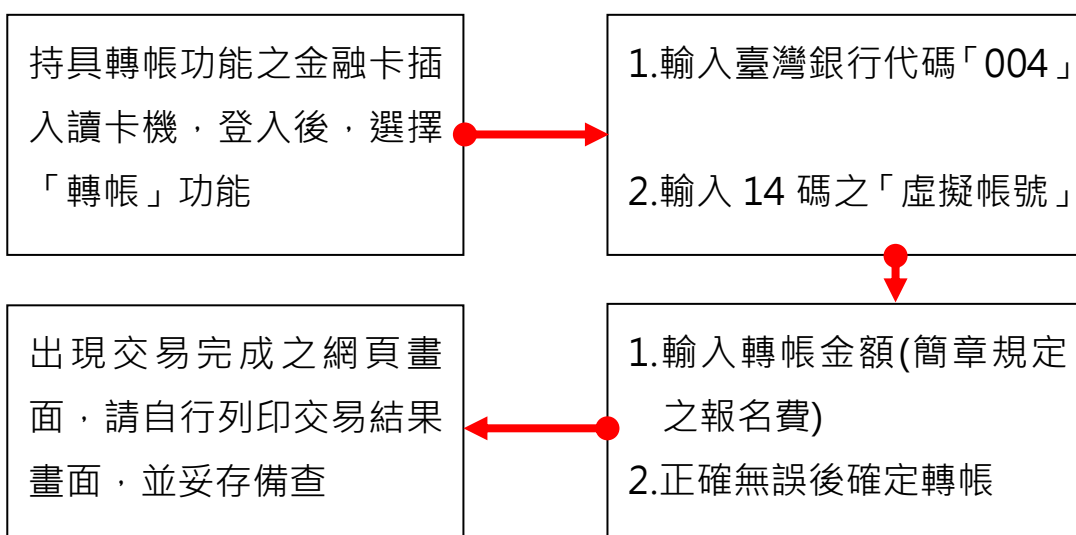 持具轉帳功能之金融卡插
入讀卡機，登入後，選擇
「轉帳」功能
1.輸入臺灣銀行代碼「004」
2.輸入 14 碼之「虛擬帳號」
1.輸入轉帳金額(簡章規定
之報名費)
2.正確無誤後確定轉帳
出現交易完成之網頁畫
面，請自行列印交易結果
畫面，並妥存備查